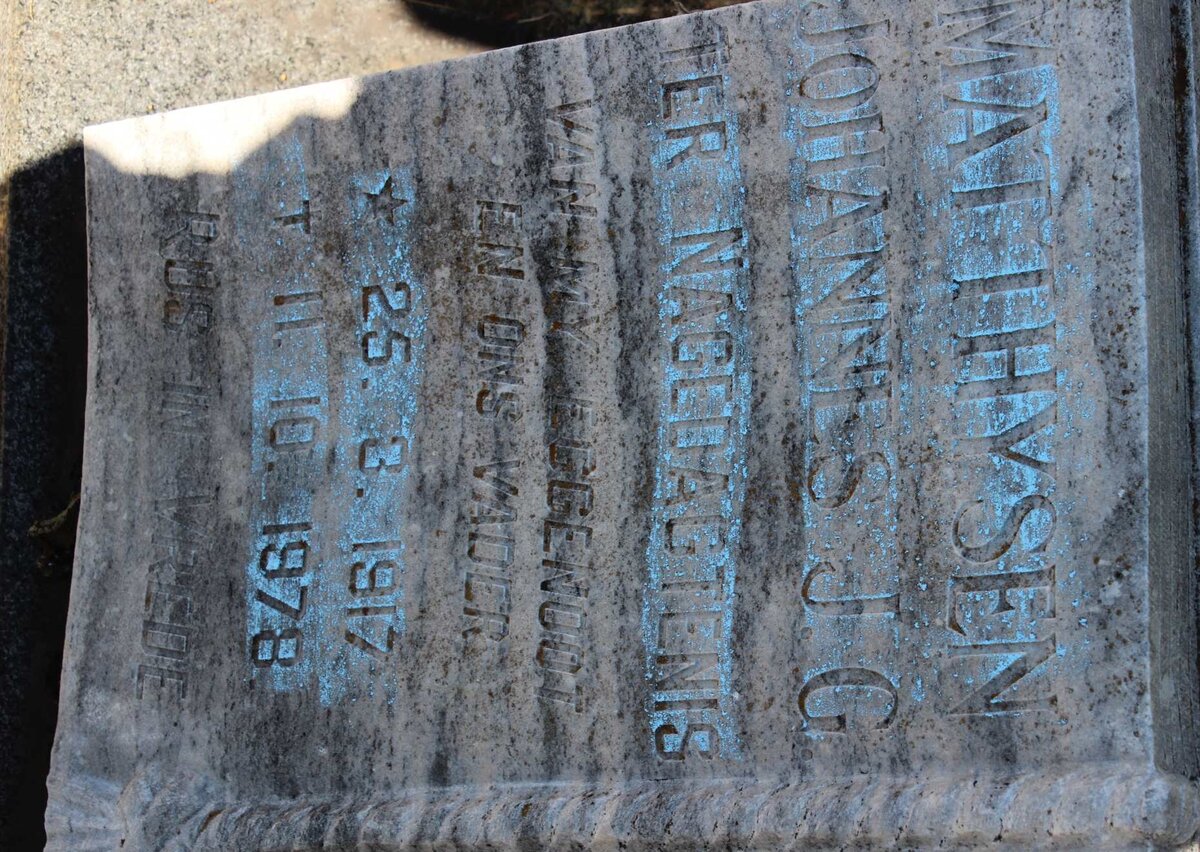 MATTHYSEN
JOHANNES J. G.
TER NAGEDAGTENIS
VAN MY EGGENOOT
EN ONS VADER
★ 25. 3. 1917
† 11. 10. 1978
RUS IN VREDE